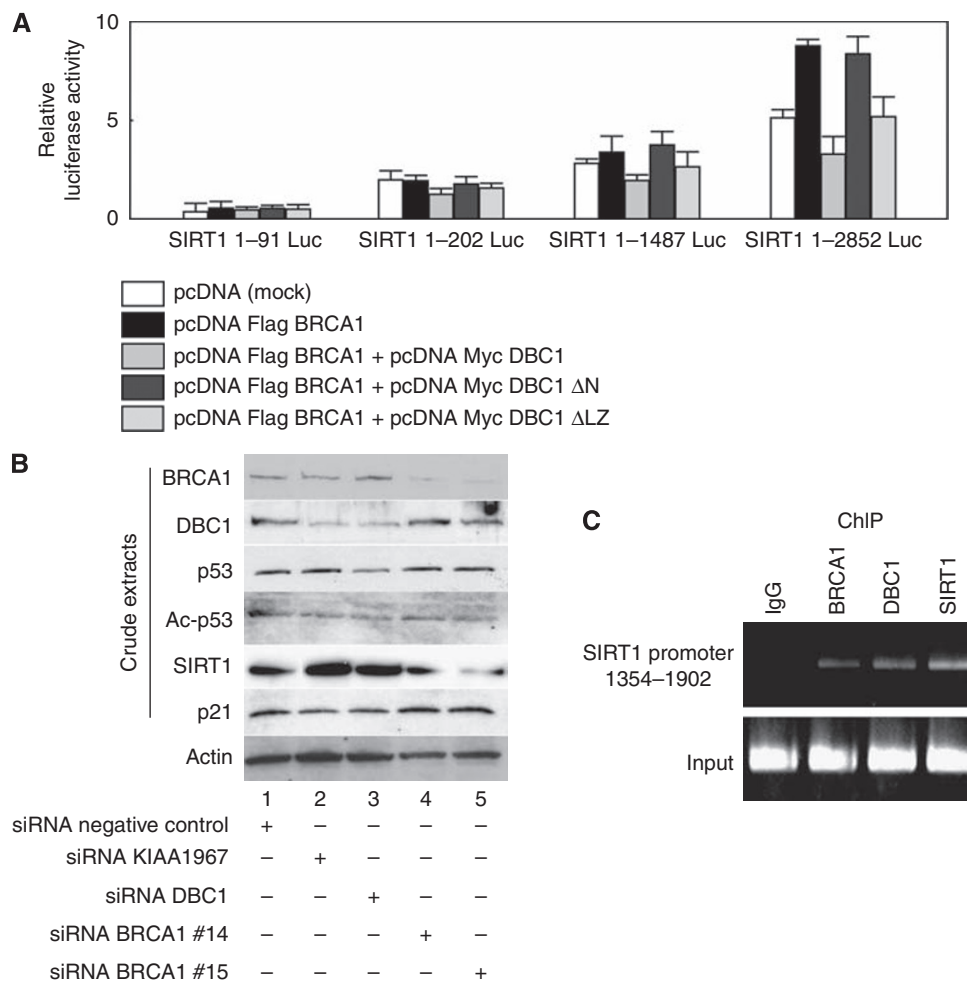 A
Relative
luciferase activity
10
5
0
SIRT1 1–91 Luc
SIRT1 1–202 Luc
SIRT1 1–1487 Luc
SIRT1 1–2852 Luc
pcDNA (mock)
pcDNA Flag BRCA1
pcDNA Flag BRCA1 + pcDNA Myc DBC1
pcDNA Flag BRCA1 + pcDNA Myc DBC1 ΔN
pcDNA Flag BRCA1 + pcDNA Myc DBC1 ΔLZ
B
Crude extracts
BRCA1
DBC1
p53
Ac-p53
SIRT1
p21
Actin
1 2 3 4 5
siRNA negative control + – – – –
siRNA KIAA1967 – + – – –
siRNA DBC1 – – + – –
siRNA BRCA1 #14 – – – + –
siRNA BRCA1 #15 – – – – +
C
ChIP
IgG
BRCA1
DBC1
SIRT1
SIRT1 promoter
1354–1902
Input